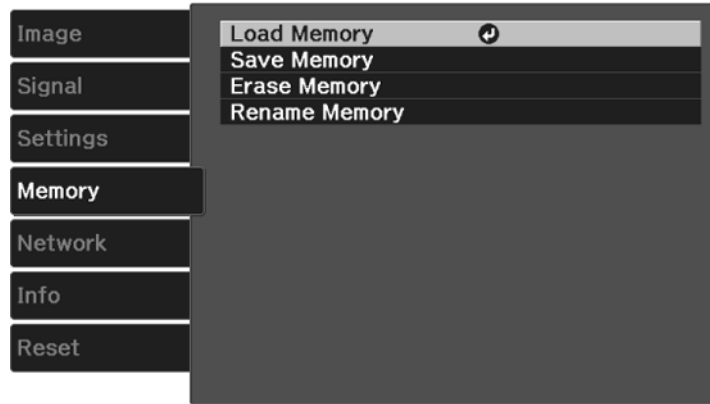 Image
Signal
Settings
Memory
Network
Info
Reset
Load Memory
Save Memory
Erase Memory
Rename Memory